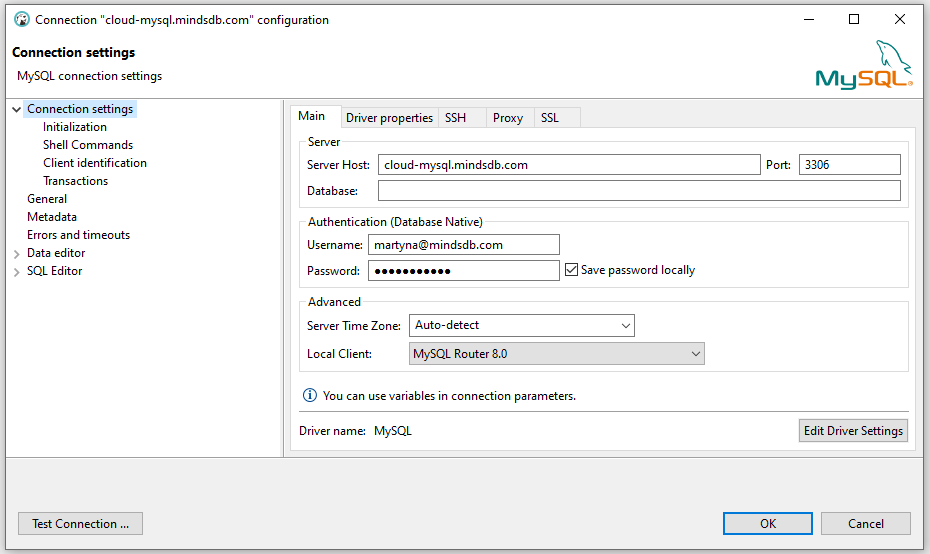 Connection "cloud-mysql.mindsdb.com" configuration
Connection settings
MySQL connection settings
MySQL®
Connection settings
Initialization
Shell Commands
Client identification
Transactions
General
Metadata
Errors and timeouts
Data editor
SQL Editor
Main Driver properties SSH Proxy SSL
Server
Server Host: cloud-mysql.mindsdb.com Port: 3306
Database:
Authentication (Database Native)
Username: martyna@mindsdb.com
Password: ●●●●●●●●●●● Save password locally
Advanced
Server Time Zone: Auto-detect
Local Client: MySQL Router 8.0
You can use variables in connection parameters.
Driver name: MySQL Edit Driver Settings
Test Connection ... OK Cancel